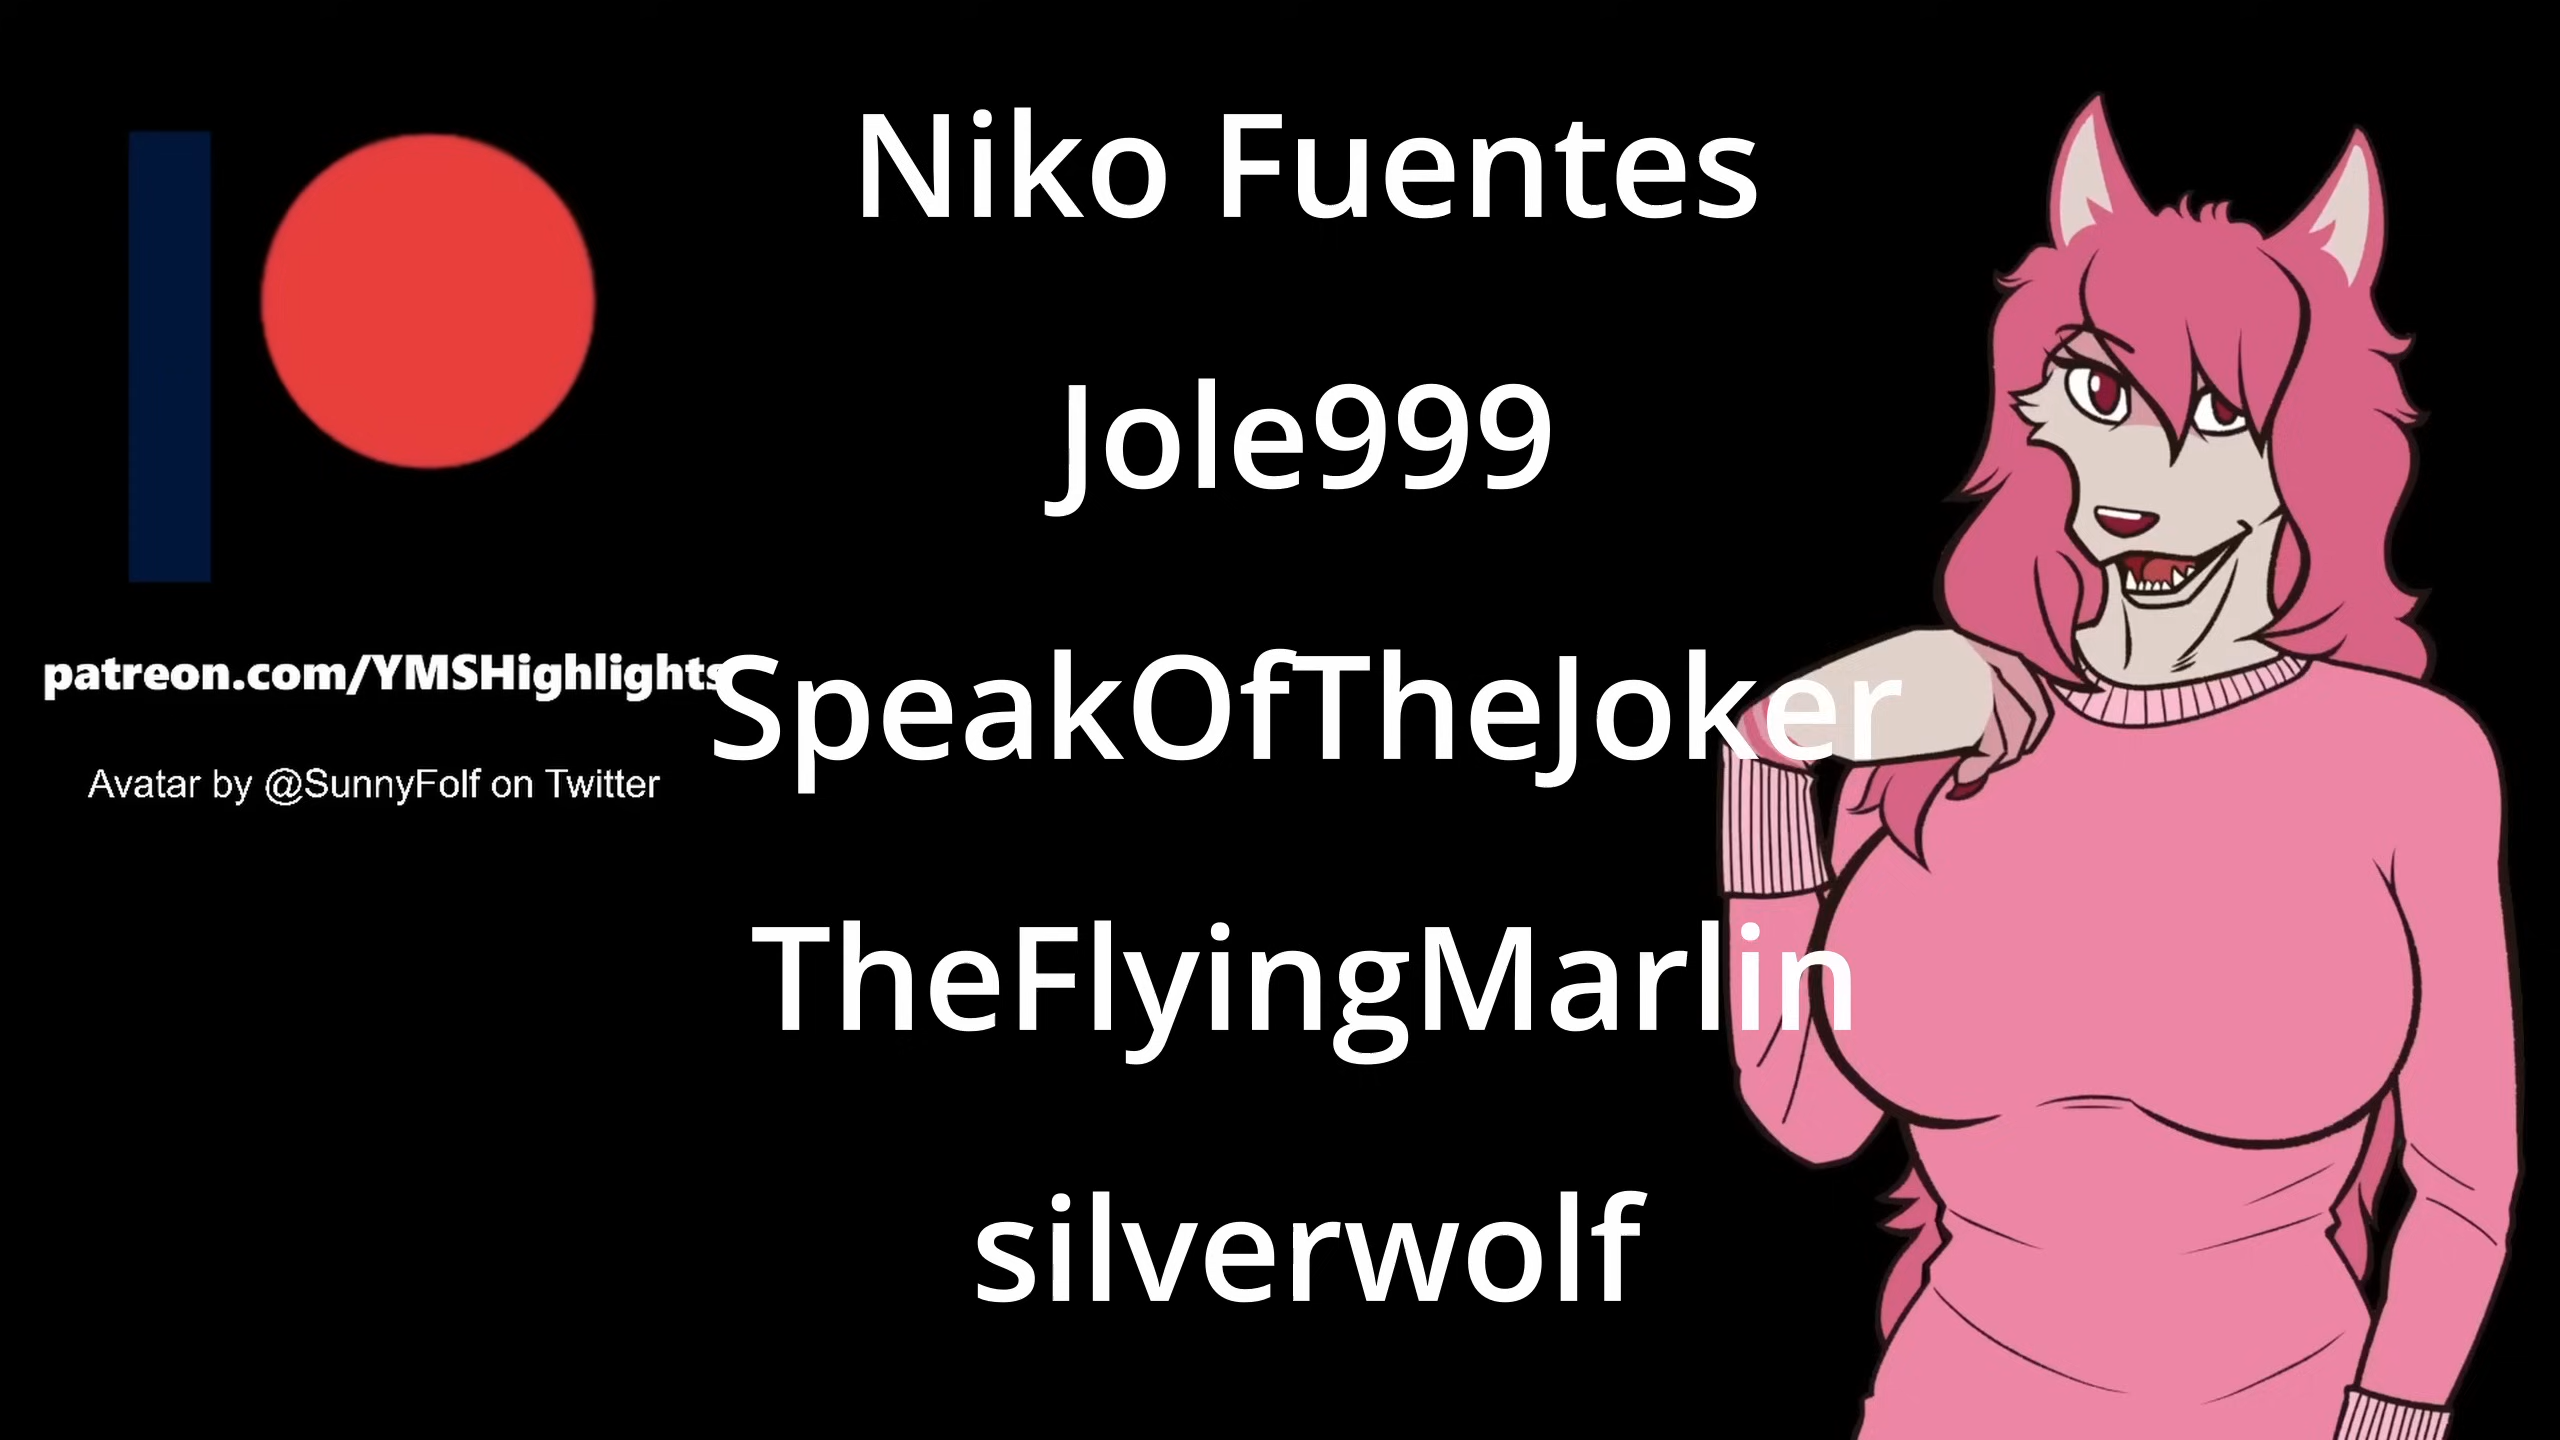 patreon.com/YMSHighlights
Avatar by @SunnyFolf on Twitter
Niko Fuentes
Jole999
SpeakOfTheJoker
TheFlyingMarlin
silverwolf